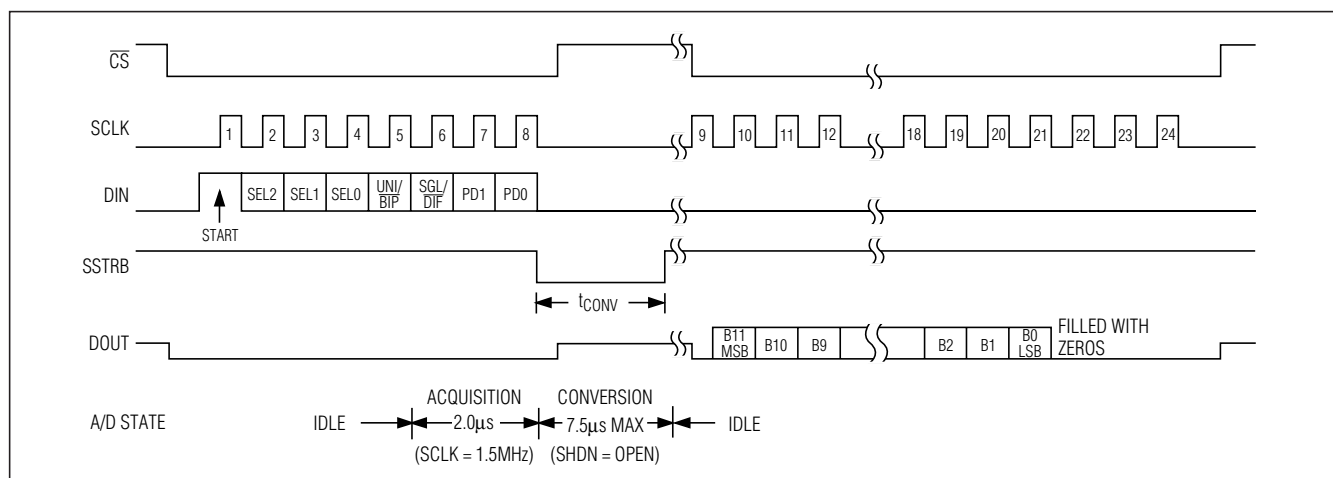 CS
SCLK 1 2 3 4 5 6 7 8 9 10 11 12 18 19 20 21 22 23 24
DIN SEL2 SEL1 SEL0 UNI/BIP SGL/DIF PD1 PD0
START
SSTRB
tCONV
DOUT B11 MSB B10 B9 B2 B1 B0 LSB FILLED WITH ZEROS
ACQUISITION CONVERSION
A/D STATE IDLE 2.0µs 7.5µs MAX IDLE
(SCLK = 1.5MHz) (SHDN = OPEN)